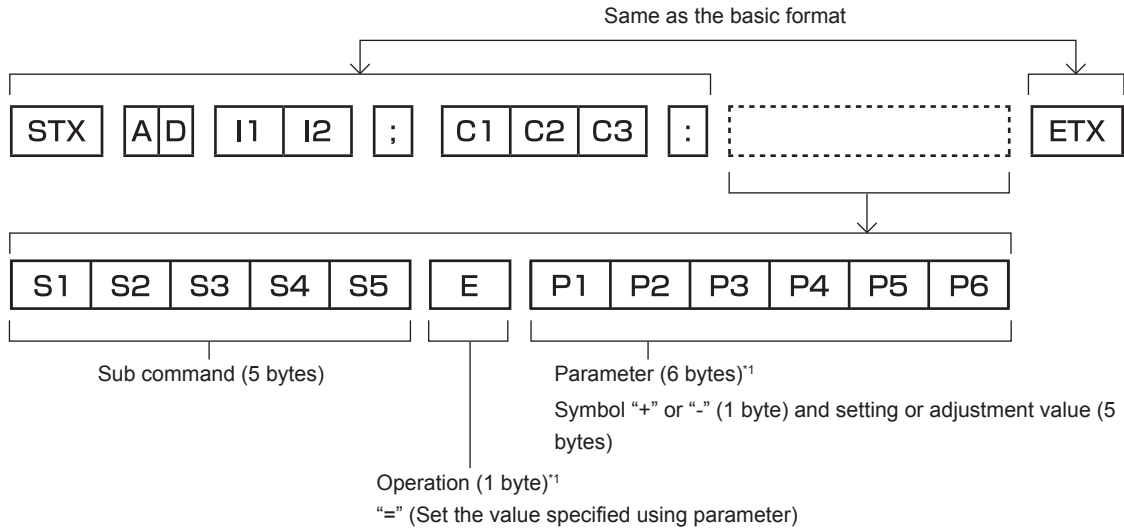 Same as the basic format
STX AD I1 I2 ; C1 C2 C3 : ETX
S1 S2 S3 S4 S5 E P1 P2 P3 P4 P5 P6
Sub command (5 bytes)
Parameter (6 bytes)*1
Symbol “+” or “-” (1 byte) and setting or adjustment value (5
bytes)
Operation (1 byte)*1
“=” (Set the value specified using parameter)